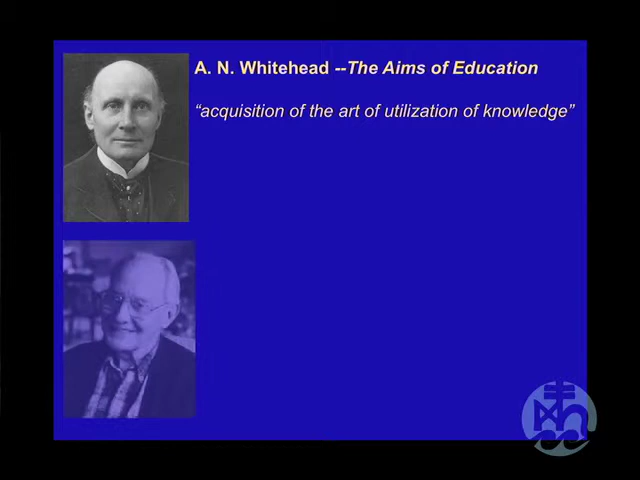 A. N. Whitehead --The Aims of Education
“acquisition of the art of utilization of knowledge”